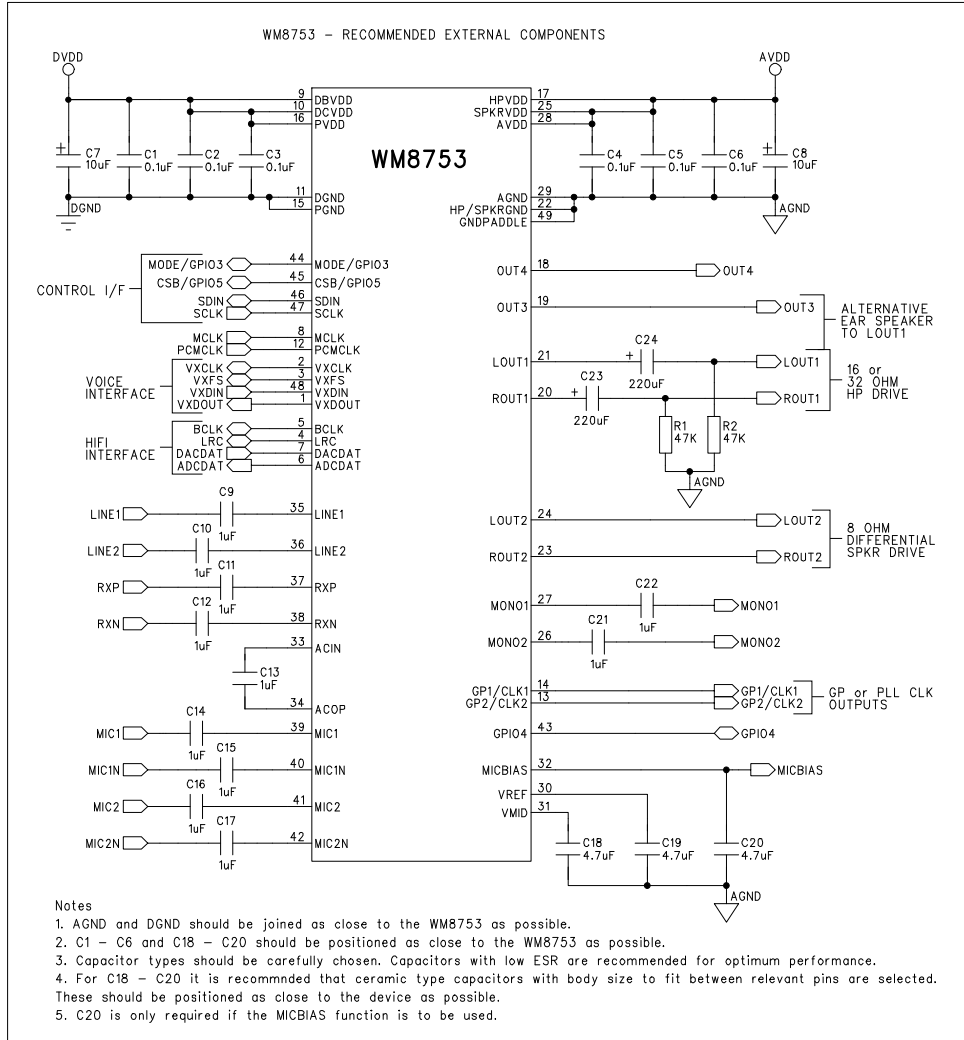 WM8753 - RECOMMENDED EXTERNAL COMPONENTS
DVDD
AVDD
9 DBVDD
10 DCVDD
16 PVDD
HPVDD 17
SPKRVDD 25
AVDD 28
WM8753
+ C7 10uF
C1 0.1uF
C2 0.1uF
C3 0.1uF
C4 0.1uF
C5 0.1uF
C6 0.1uF
+ C8 10uF
DGND
11 DGND
15 PGND
AGND 29
HP/SPKRGND 22
GNDPADDLE 49
AGND
CONTROL I/F
MODE/GPIO3 44 MODE/GPIO3
CSB/GPIO5 45 CSB/GPIO5
SDIN 46 SDIN
SCLK 47 SCLK
MCLK 8 MCLK
PCMCLK 12 PCMCLK
VOICE
INTERFACE
VXCLK 2 VXCLK
VXFS 3 VXFS
VXDIN 48 VXDIN
VXDOUT 1 VXDOUT
HIFI
INTERFACE
BCLK 5 BCLK
LRC 4 LRC
DACDAT 7 DACDAT
ADCDAT 6 ADCDAT
LINE1 C9 1uF 35 LINE1
LINE2 C10 1uF 36 LINE2
RXP C11 1uF 37 RXP
RXN C12 1uF 38 RXN
33 ACIN
C13 1uF
34 ACOP
MIC1 C14 1uF 39 MIC1
MIC1N C15 1uF 40 MIC1N
MIC2 C16 1uF 41 MIC2
MIC2N C17 1uF 42 MIC2N
OUT4 18 OUT4
OUT3 19 OUT3
ALTERNATIVE
EAR SPEAKER
TO LOUT1
LOUT1 21 + C24 220uF LOUT1
ROUT1 20 + C23 220uF ROUT1
16 or
32 OHM
HP DRIVE
R1 47K
R2 47K
AGND
LOUT2 24 LOUT2
ROUT2 23 ROUT2
8 OHM
DIFFERENTIAL
SPKR DRIVE
MONO1 27 C22 1uF MONO1
MONO2 26 C21 1uF MONO2
GP1/CLK1 14 GP1/CLK1
GP2/CLK2 13 GP2/CLK2
GP or PLL CLK
OUTPUTS
GPIO4 43 GPIO4
MICBIAS 32 MICBIAS
VREF 30
VMID 31
C18 4.7uF
C19 4.7uF
C20 4.7uF
AGND
Notes
1. AGND and DGND should be joined as close to the WM8753 as possible.
2. C1 - C6 and C18 - C20 should be positioned as close to the WM8753 as possible.
3. Capacitor types should be carefully chosen. Capacitors with low ESR are recommended for optimum performance.
4. For C18 - C20 it is recommnded that ceramic type capacitors with body size to fit between relevant pins are selected.
These should be positioned as close to the device as possible.
5. C20 is only required if the MICBIAS function is to be used.